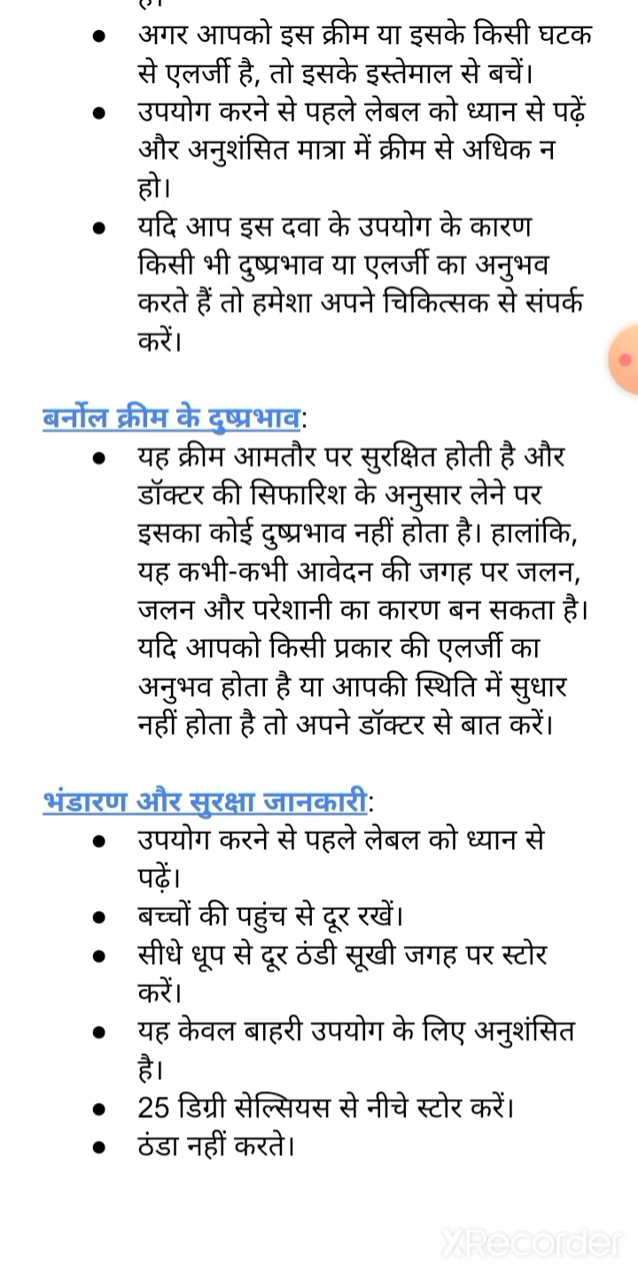 ● अगर आपको इस क्रीम या इसके किसी घटक
से एलर्जी है, तो इसके इस्तेमाल से बचें।
● उपयोग करने से पहले लेबल को ध्यान से पढ़ें
और अनुशंसित मात्रा में क्रीम से अधिक न
हो।
● यदि आप इस दवा के उपयोग के कारण
किसी भी दुष्प्रभाव या एलर्जी का अनुभव
करते हैं तो हमेशा अपने चिकित्सक से संपर्क
करें।
बर्नोल क्रीम के दुष्प्रभाव:
● यह क्रीम आमतौर पर सुरक्षित होती है और
डॉक्टर की सिफारिश के अनुसार लेने पर
इसका कोई दुष्प्रभाव नहीं होता है। हालांकि,
यह कभी-कभी आवेदन की जगह पर जलन,
जलन और परेशानी का कारण बन सकता है।
यदि आपको किसी प्रकार की एलर्जी का
अनुभव होता है या आपकी स्थिति में सुधार
नहीं होता है तो अपने डॉक्टर से बात करें।
भंडारण और सुरक्षा जानकारी:
● उपयोग करने से पहले लेबल को ध्यान से
पढ़ें।
● बच्चों की पहुंच से दूर रखें।
● सीधे धूप से दूर ठंडी सूखी जगह पर स्टोर
करें।
● यह केवल बाहरी उपयोग के लिए अनुशंसित
है।
● 25 डिग्री सेल्सियस से नीचे स्टोर करें।
● ठंडा नहीं करते।
XRecorder